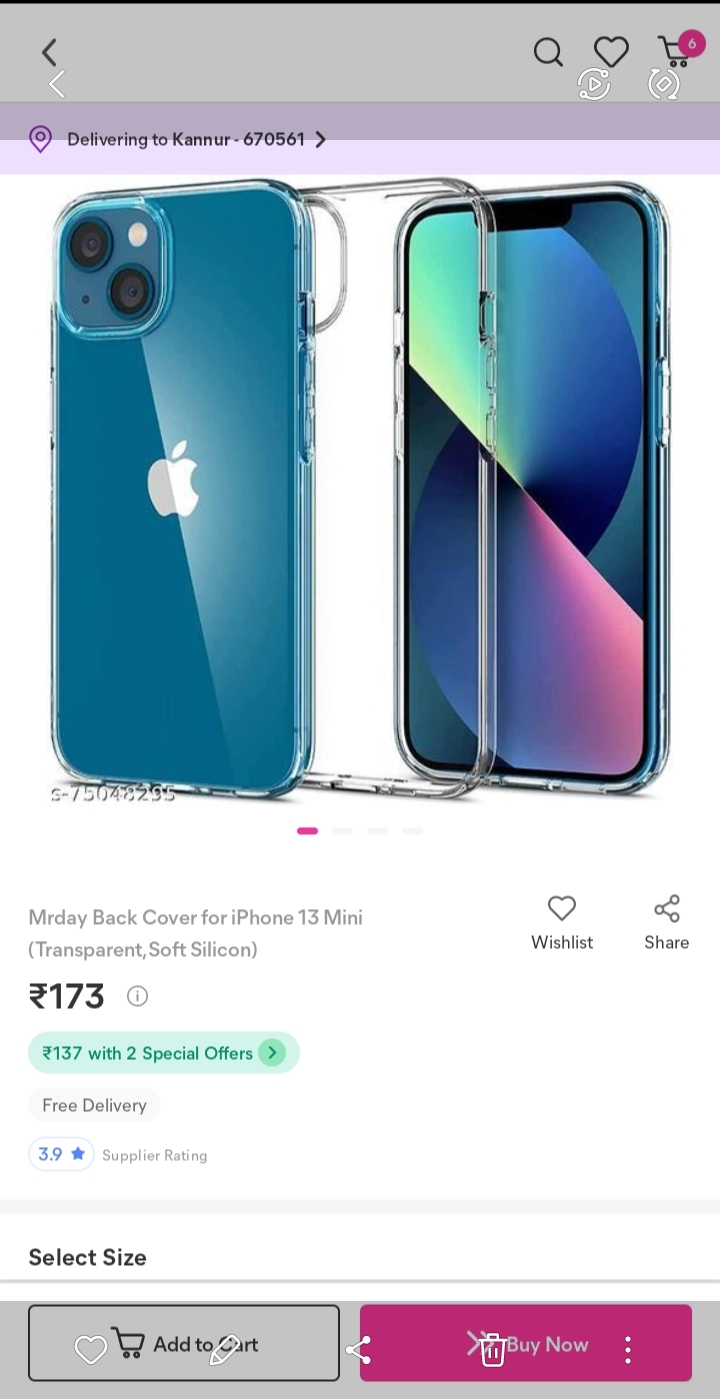 6
Delivering to Kannur - 670561
s-75048295
Mrday Back Cover for iPhone 13 Mini
(Transparent,Soft Silicon)
Wishlist
Share
₹173
₹137 with 2 Special Offers
Free Delivery
3.9
Supplier Rating
Select Size
Add to Cart
Buy Now